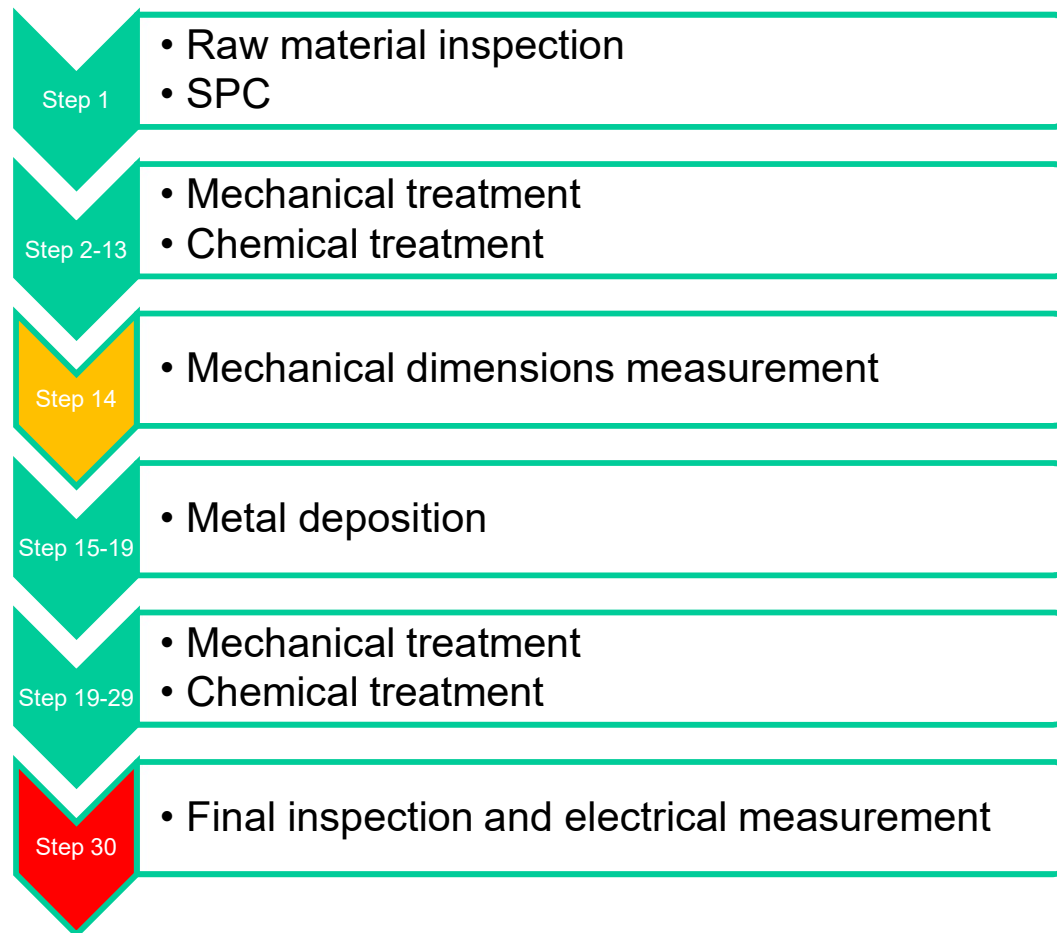 Step 1
• Raw material inspection
• SPC
Step 2-13
• Mechanical treatment
• Chemical treatment
Step 14
• Mechanical dimensions measurement
Step 15-19
• Metal deposition
Step 19-29
• Mechanical treatment
• Chemical treatment
Step 30
• Final inspection and electrical measurement